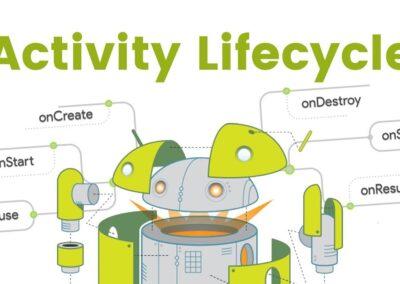 Activity Lifecycle
onCreate
onDestroy
onS
nStart
onResu
use